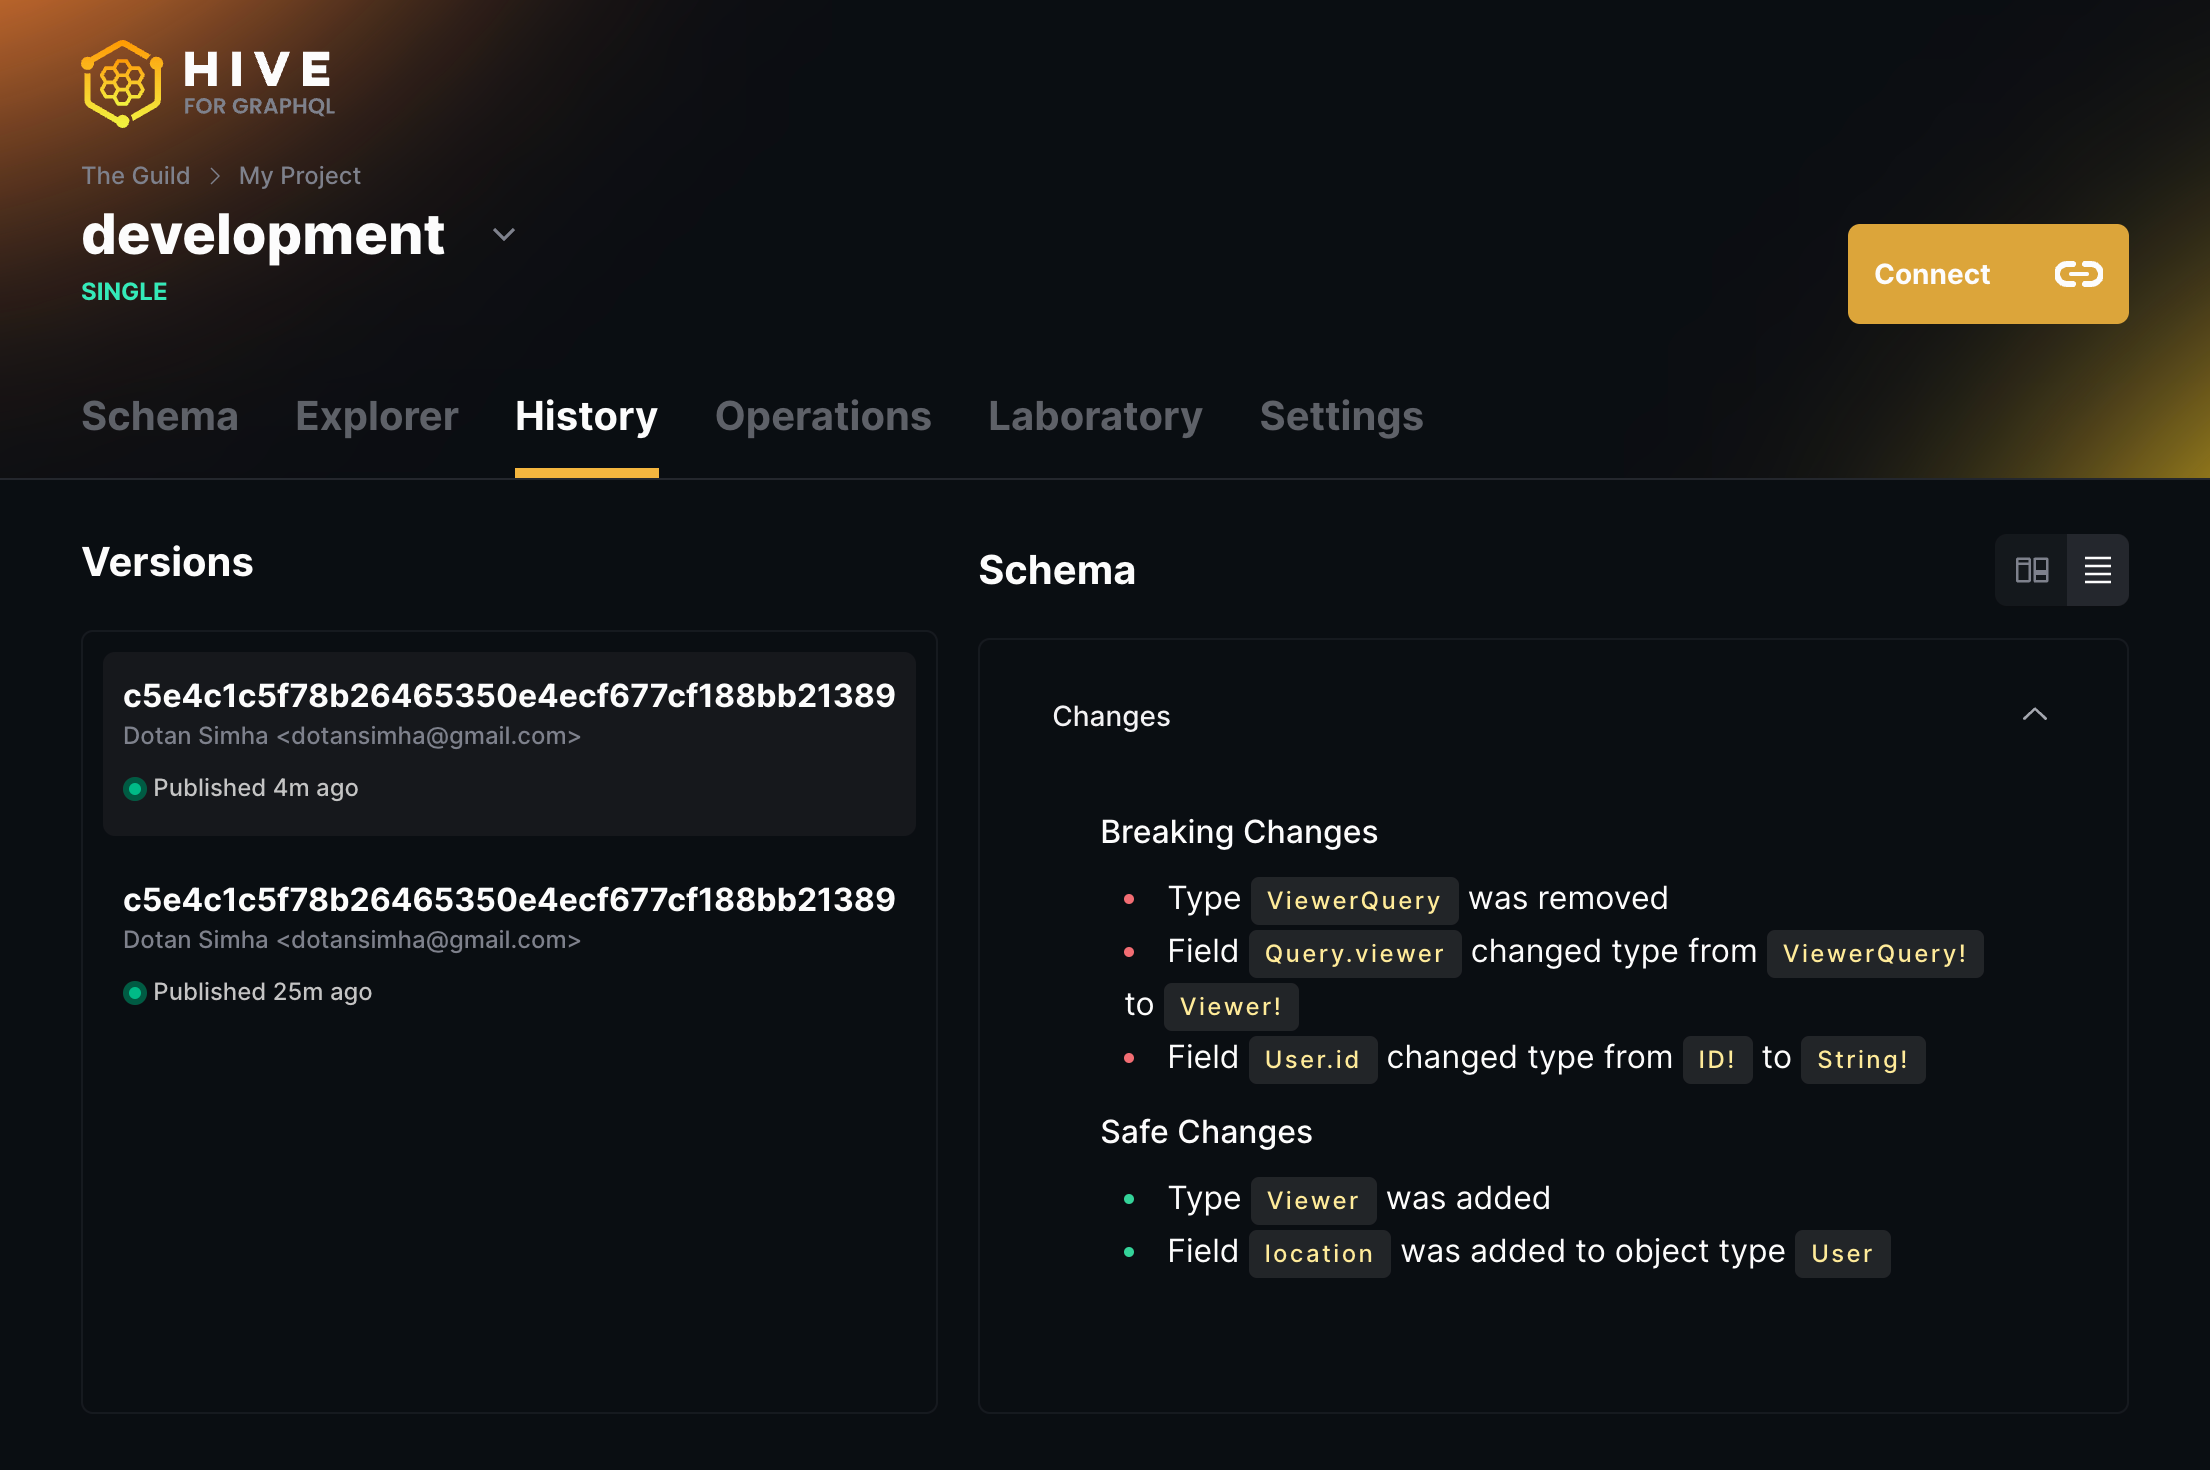 HIVE
FOR GRAPHQL
The Guild > My Project
development
SINGLE
Connect
Schema Explorer History Operations Laboratory Settings
Versions
c5e4c1c5f78b26465350e4ecf677cf188bb21389
Dotan Simha <dotansimha@gmail.com>
Published 4m ago
c5e4c1c5f78b26465350e4ecf677cf188bb21389
Dotan Simha <dotansimha@gmail.com>
Published 25m ago
Schema
Changes
Breaking Changes
• Type ViewerQuery was removed
• Field Query.viewer changed type from ViewerQuery!
to Viewer!
• Field User.id changed type from ID! to String!
Safe Changes
• Type Viewer was added
• Field location was added to object type User